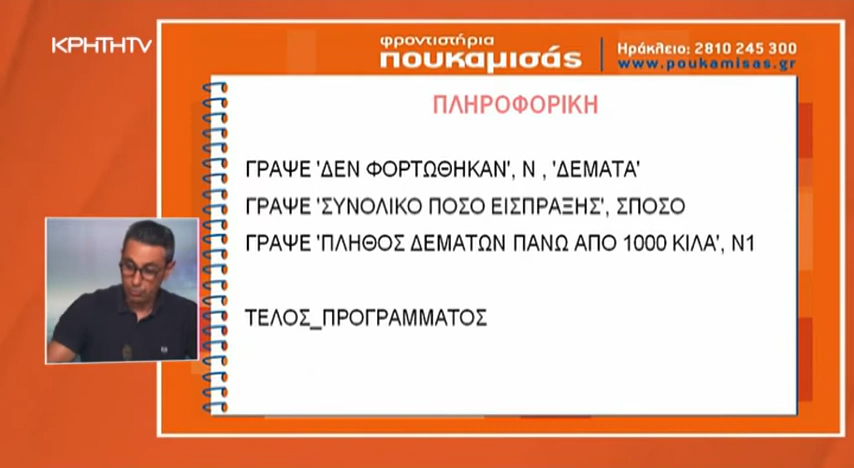 ΚΡΗΤΗTV
φροντιστήρια
πουκαμισάς
Ηράκλειο: 2810 245 300
www.poukamisas.gr
ΠΛΗΡΟΦΟΡΙΚΗ
ΓΡΑΨΕ 'ΔΕΝ ΦΟΡΤΩΘΗΚΑΝ', Ν , 'ΔΕΜΑΤΑ'
ΓΡΑΨΕ 'ΣΥΝΟΛΙΚΟ ΠΟΣΟ ΕΙΣΠΡΑΞΗΣ', ΣΠΟΣΟ
ΓΡΑΨΕ 'ΠΛΗΘΟΣ ΔΕΜΑΤΩΝ ΠΑΝΩ ΑΠΟ 1000 ΚΙΛΑ', Ν1
ΤΕΛΟΣ_ΠΡΟΓΡΑΜΜΑΤΟΣ